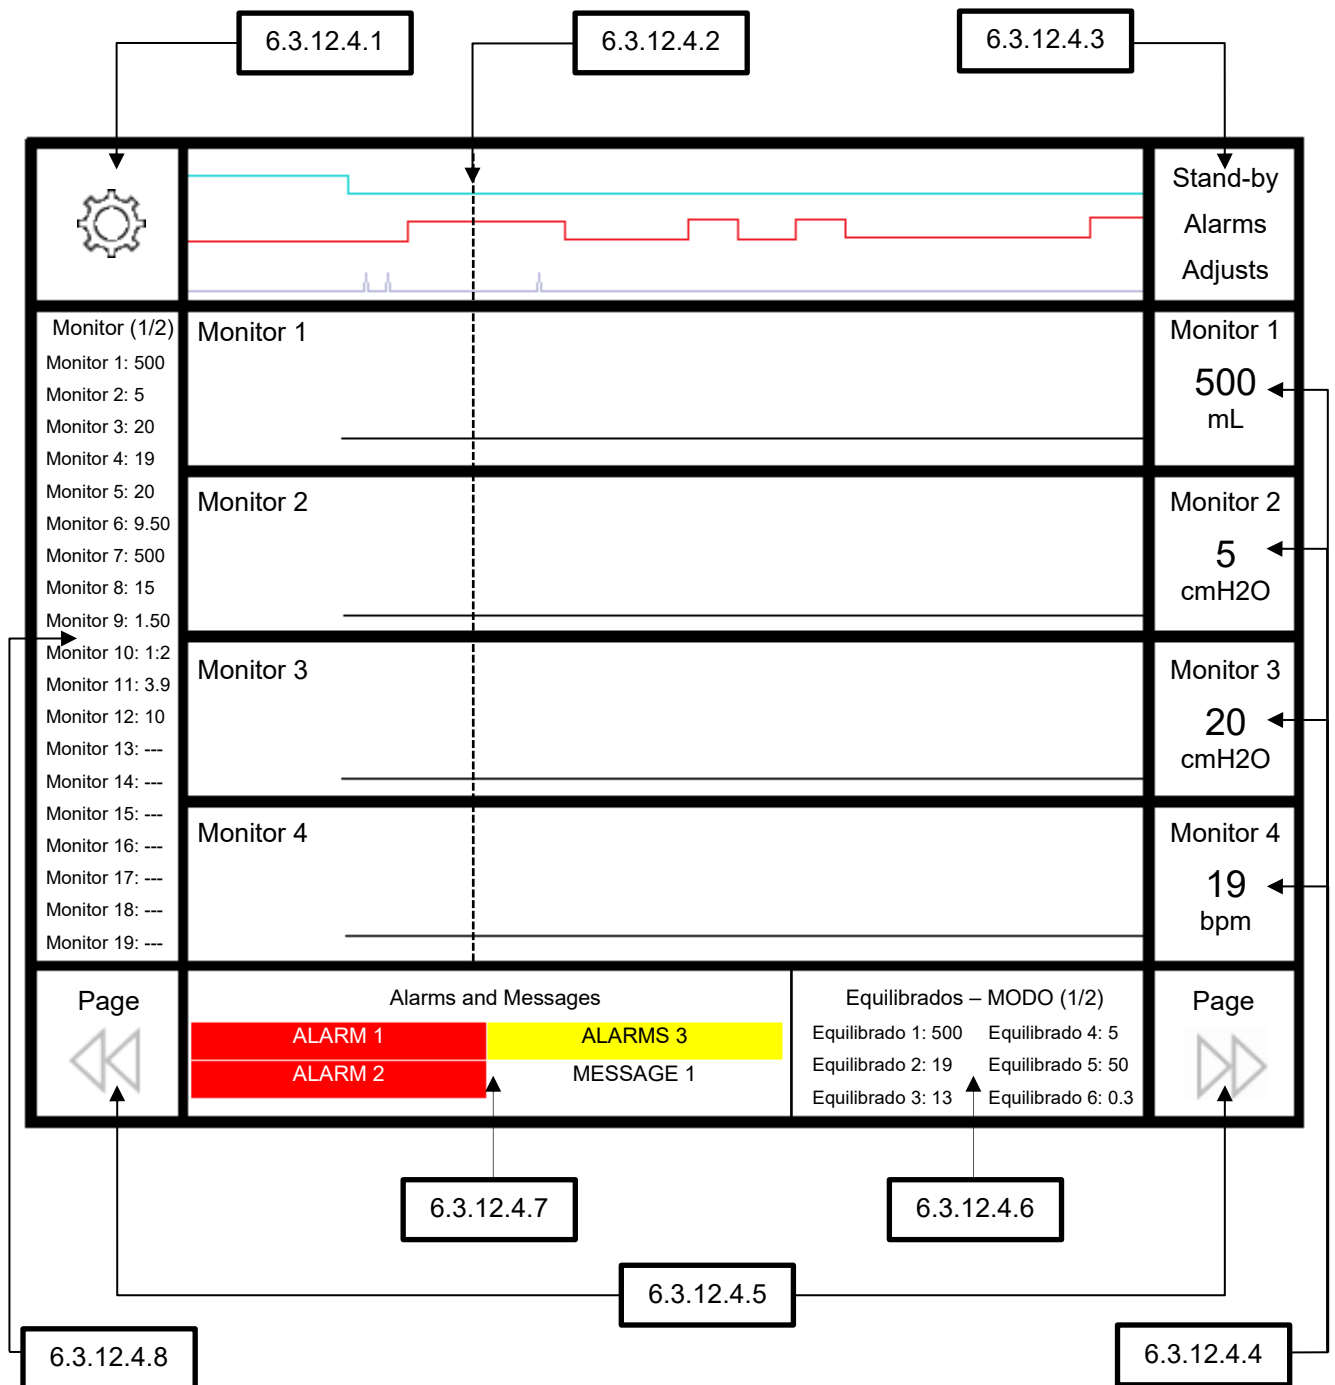 6.3.12.4.1
6.3.12.4.2
6.3.12.4.3
Stand-by
Alarms
Adjusts
Monitor (1/2)
Monitor 1: 500
Monitor 2: 5
Monitor 3: 20
Monitor 4: 19
Monitor 5: 20
Monitor 6: 9.50
Monitor 7: 500
Monitor 8: 15
Monitor 9: 1.50
Monitor 10: 1:2
Monitor 11: 3.9
Monitor 12: 10
Monitor 13: ---
Monitor 14: ---
Monitor 15: ---
Monitor 16: ---
Monitor 17: ---
Monitor 18: ---
Monitor 19: ---
Monitor 1
Monitor 2
Monitor 3
Monitor 4
Monitor 1
500
mL
Monitor 2
5
cmH2O
Monitor 3
20
cmH2O
Monitor 4
19
bpm
Page
Alarms and Messages
ALARM 1
ALARMS 3
ALARM 2
MESSAGE 1
Equilibrados – MODO (1/2)
Equilibrado 1: 500
Equilibrado 4: 5
Equilibrado 2: 19
Equilibrado 5: 50
Equilibrado 3: 13
Equilibrado 6: 0.3
Page
6.3.12.4.7
6.3.12.4.6
6.3.12.4.5
6.3.12.4.8
6.3.12.4.4